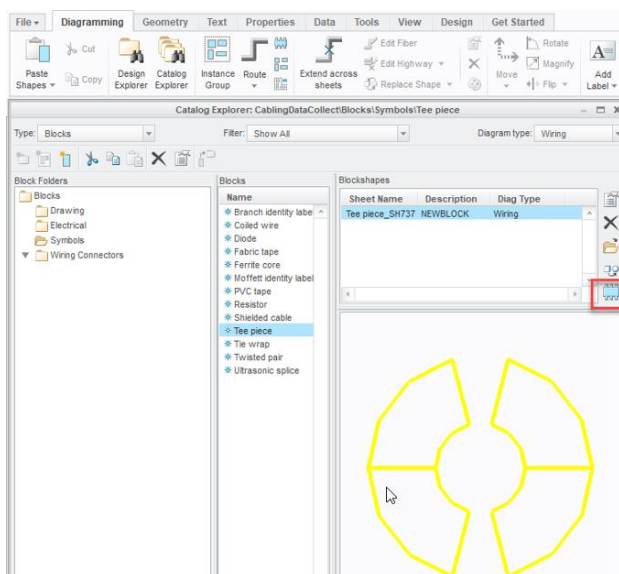 File Diagramming Geometry Text Properties Data Tools View Design Get Started
Cut
Copy
Paste Shapes
Design Explorer
Catalog Explorer
Instance Group
Route
Extend across sheets
Edit Fiber
Edit Highway
Replace Shape
Move
Rotate
Magnify
Flip
Add Label
Catalog Explorer: CablingDataCollect\Blocks\Symbols\Tee piece
Type: Blocks Filter: Show All Diagram type: Wiring
Block Folders
Blocks
Drawing
Electrical
Symbols
Wiring Connectors
Blocks
Name
Branch identity labe
Coiled wire
Diode
Fabric tape
Ferrite core
Moffett identity label
PVC tape
Resistor
Shielded cable
Tee piece
Tie wrap
Twisted pair
Ultrasonic splice
Blockshapes
Sheet Name Description Diag Type
Tee piece_SH737 NEWBLOCK Wiring